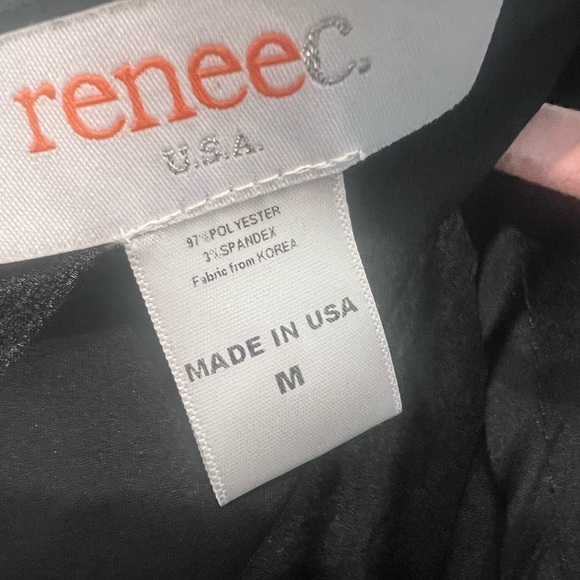 reneeC.
U.S.A.
97%POLYESTER
3%SPANDEX
Fabric from KOREA
MADE IN USA
M